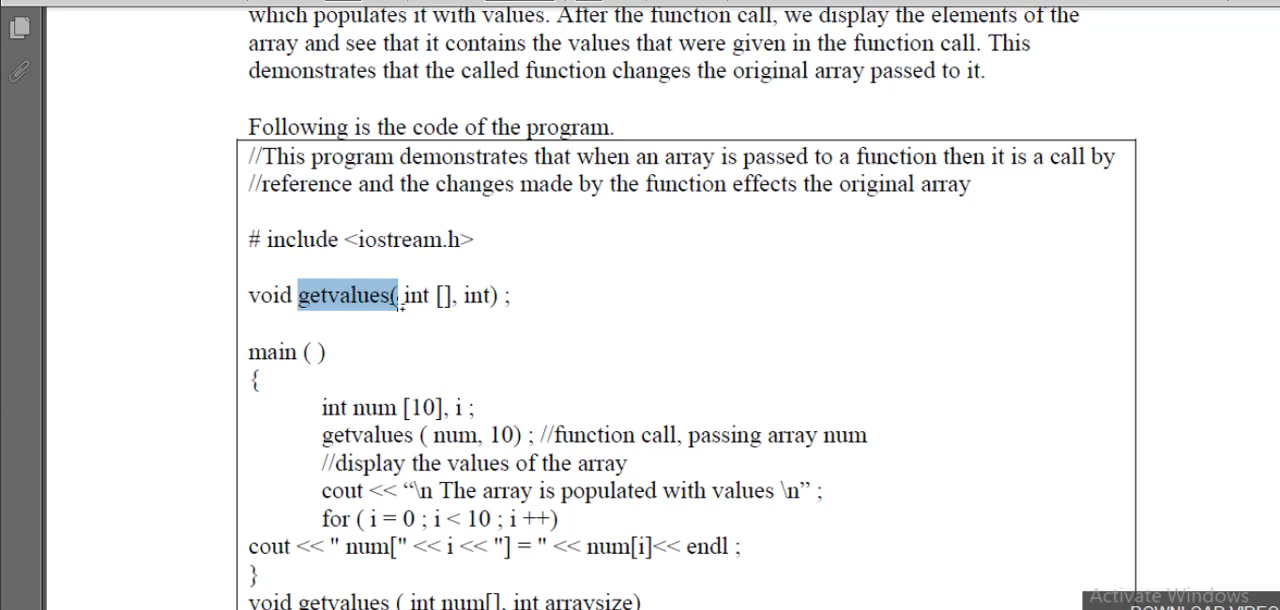 which populates it with values. After the function call, we display the elements of the
array and see that it contains the values that were given in the function call. This
demonstrates that the called function changes the original array passed to it.
Following is the code of the program.
//This program demonstrates that when an array is passed to a function then it is a call by
//reference and the changes made by the function effects the original array
# include <iostream.h>
void getvalues( int [], int) ;
main ( )
{
int num [10], i ;
getvalues ( num, 10) ; //function call, passing array num
//display the values of the array
cout << “\n The array is populated with values \n” ;
for ( i = 0 ; i < 10 ; i ++)
cout << " num[" << i << "] = " << num[i]<< endl ;
}
void getvalues ( int num[], int arraysize)
Activate Windows
DOWNLOAD VIDEO